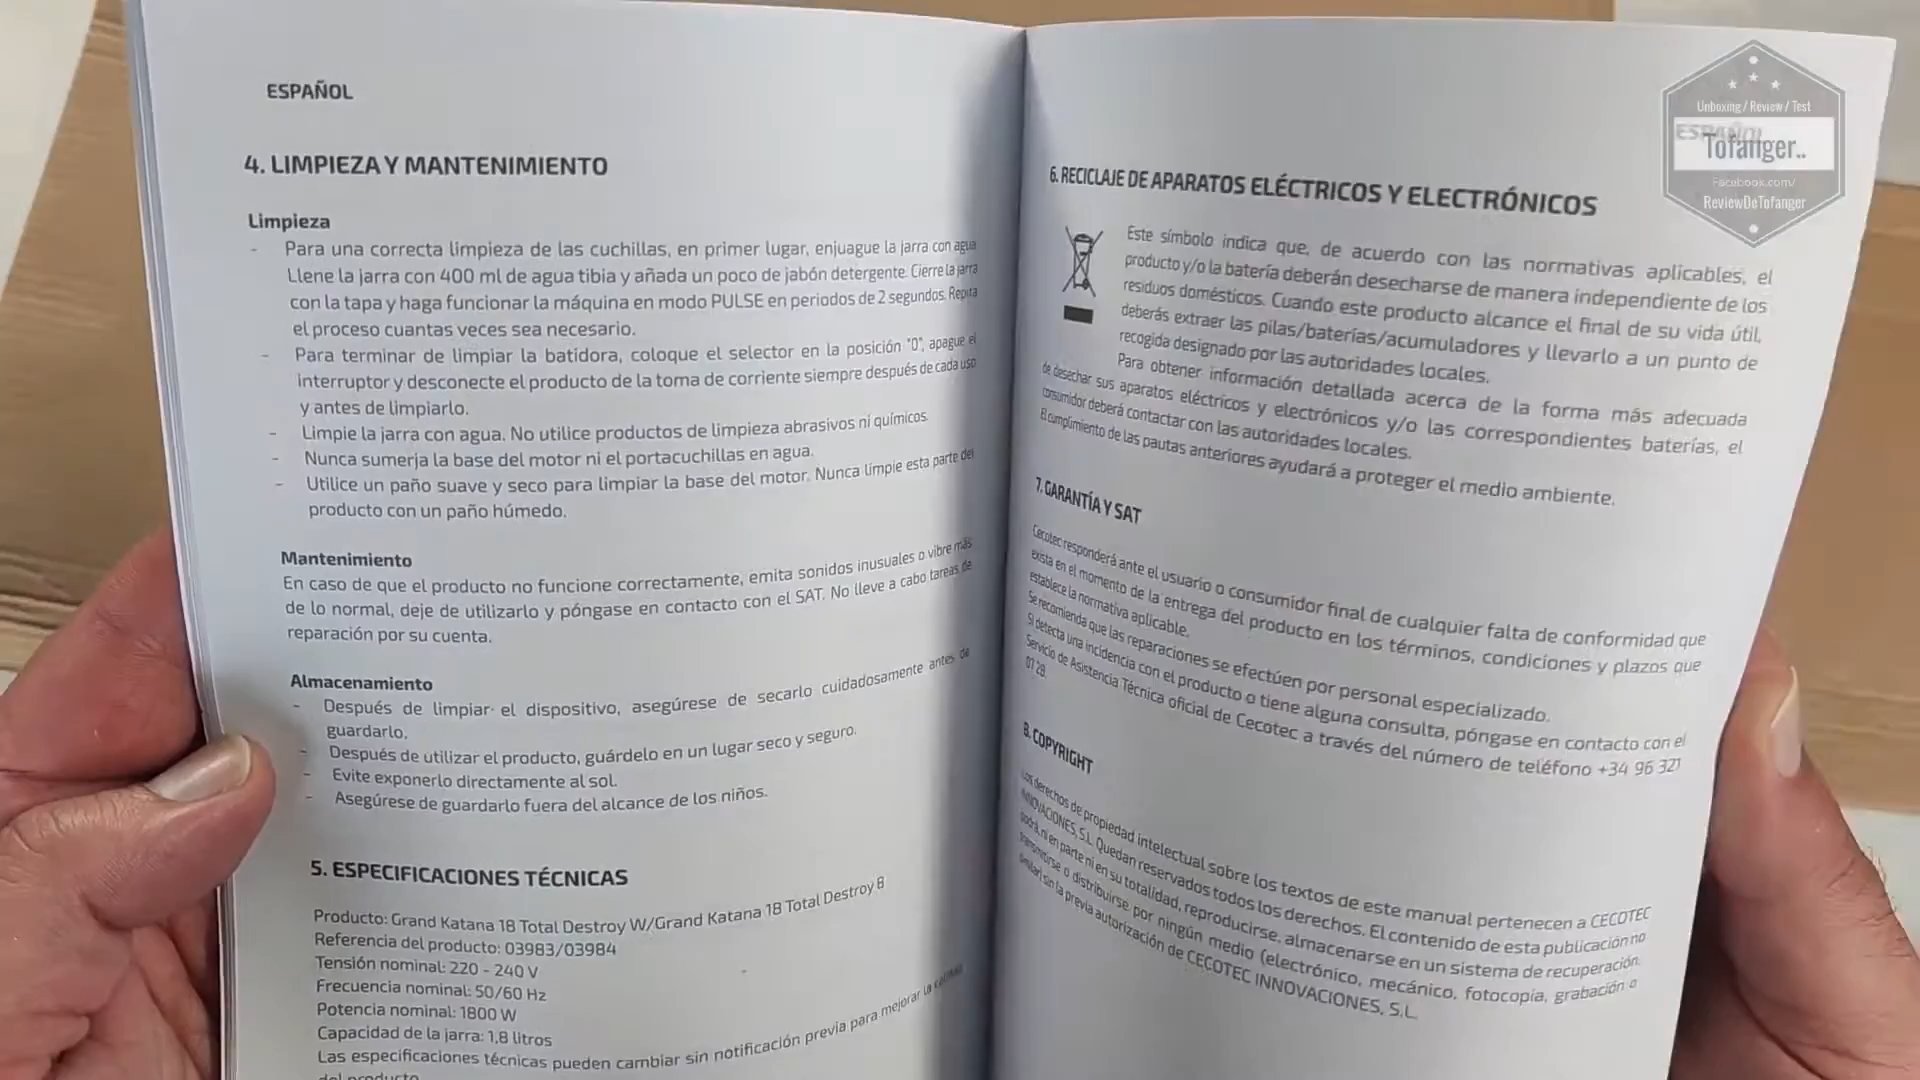 ESPAÑOL
4. LIMPIEZA Y MANTENIMIENTO
Limpieza
- Para una correcta limpieza de las cuchillas, en primer lugar, enjuague la jarra con agua
Llene la jarra con 400 ml de agua tibia y añada un poco de jabón detergente. Cierre la jarra
con la tapa y haga funcionar la máquina en modo PULSE en periodos de 2 segundos. Repita
el proceso cuantas veces sea necesario.
- Para terminar de limpiar la batidora, coloque el selector en la posición "0", apague el
interruptor y desconecte el producto de la toma de corriente siempre después de cada uso
y antes de limpiarlo.
- Limpie la jarra con agua. No utilice productos de limpieza abrasivos ni químicos.
- Nunca sumerja la base del motor ni el portacuchillas en agua.
- Utilice un paño suave y seco para limpiar la base del motor. Nunca limpie esta parte del
producto con un paño húmedo.
Mantenimiento
En caso de que el producto no funcione correctamente, emita sonidos inusuales o vibre más
de lo normal, deje de utilizarlo y póngase en contacto con el SAT. No lleve a cabo tareas de
reparación por su cuenta.
Almacenamiento
- Después de limpiar el dispositivo, asegúrese de secarlo cuidadosamente antes de
guardarlo.
- Después de utilizar el producto, guárdelo en un lugar seco y seguro.
- Evite exponerlo directamente al sol.
- Asegúrese de guardarlo fuera del alcance de los niños.
5. ESPECIFICACIONES TÉCNICAS
Producto: Grand Katana 18 Total Destroy W/Grand Katana 18 Total Destroy B
Referencia del producto: 03983/03984
Tensión nominal: 220 - 240 V
Frecuencia nominal: 50/60 Hz
Potencia nominal: 1800 W
Capacidad de la jarra: 1,8 litros
Las especificaciones técnicas pueden cambiar sin notificación previa para mejorar la calidad
del producto
ESPAÑOL
6. RECICLAJE DE APARATOS ELÉCTRICOS Y ELECTRÓNICOS
Este símbolo indica que, de acuerdo con las normativas aplicables, el
producto y/o la batería deberán desecharse de manera independiente de los
residuos domésticos. Cuando este producto alcance el final de su vida útil,
deberás extraer las pilas/baterías/acumuladores y llevarlo a un punto de
recogida designado por las autoridades locales.
Para obtener información detallada acerca de la forma más adecuada
de desechar sus aparatos eléctricos y electrónicos y/o las correspondientes baterías, el
consumidor deberá contactar con las autoridades locales.
El cumplimiento de las pautas anteriores ayudará a proteger el medio ambiente.
7. GARANTÍA Y SAT
Cecotec responderá ante el usuario o consumidor final de cualquier falta de conformidad que
exista en el momento de la entrega del producto en los términos, condiciones y plazos que
establece la normativa aplicable.
Se recomienda que las reparaciones se efectúen por personal especializado.
Si detecta una incidencia con el producto o tiene alguna consulta, póngase en contacto con el
Servicio de Asistencia Técnica oficial de Cecotec a través del número de teléfono +34 96 321
07 28.
8. COPYRIGHT
Los derechos de propiedad intelectual sobre los textos de este manual pertenecen a CECOTEC
INNOVACIONES, S.L. Quedan reservados todos los derechos. El contenido de esta publicación no
podrá, ni en parte ni en su totalidad, reproducirse, almacenarse en un sistema de recuperación,
transmitirse o distribuirse por ningún medio (electrónico, mecánico, fotocopia, grabación o
similar) sin la previa autorización de CECOTEC INNOVACIONES, S.L.
Unboxing / Review / Test
Tofanger..
Facebook.com/
ReviewDeTofanger